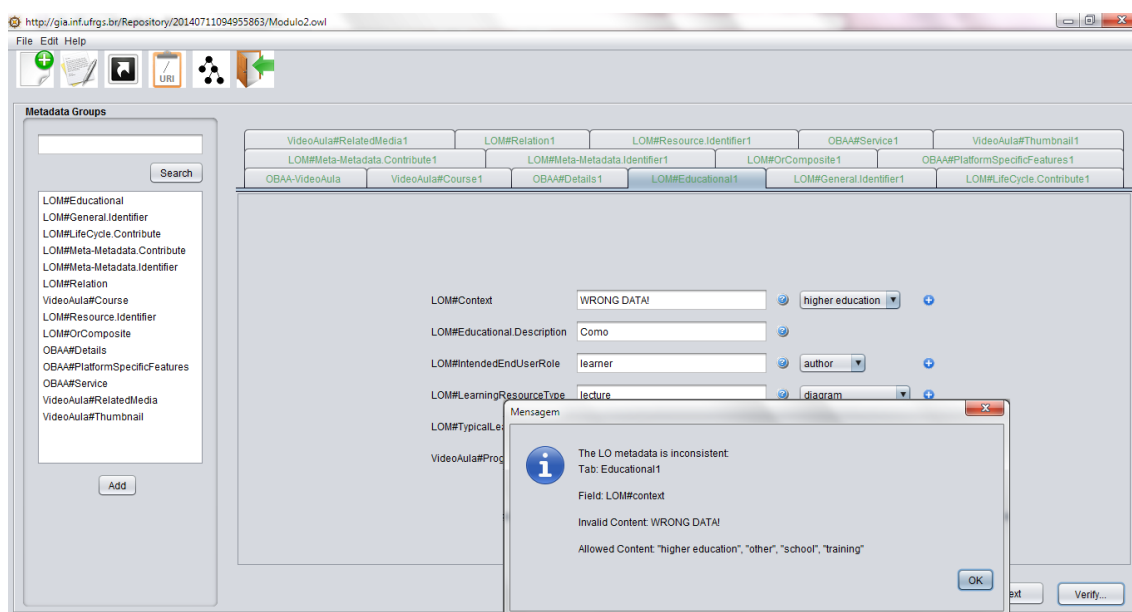 http://gia.inf.ufrgs.br/Repository/20140711094955863/Modulo2.owl
File Edit Help
URI
Metadata Groups
Search
LOM#Educational
LOM#General.Identifier
LOM#LifeCycle.Contribute
LOM#Meta-Metadata.Contribute
LOM#Meta-Metadata.Identifier
LOM#Relation
VideoAula#Course
LOM#Resource.Identifier
LOM#OrComposite
OBAA#Details
OBAA#PlatformSpecificFeatures
OBAA#Service
VideoAula#RelatedMedia
VideoAula#Thumbnail
Add
VideoAula#RelatedMedia1 LOM#Relation1 LOM#Resource.Identifier1 OBAA#Service1 VideoAula#Thumbnail1
LOM#Meta-Metadata.Contribute1 LOM#Meta-Metadata.Identifier1 LOM#OrComposite1 OBAA#PlatformSpecificFeatures1
OBAA-VideoAula VideoAula#Course1 OBAA#Details1 LOM#Educational1 LOM#General.Identifier1 LOM#LifeCycle.Contribute1
LOM#Context WRONG DATA! higher education
LOM#Educational.Description Como
LOM#IntendedEndUserRole learner author
LOM#LearningResourceType lecture diagram
LOM#TypicalLea
VideoAula#Prog
Mensagem
The LO metadata is inconsistent:
Tab: Educational1
Field: LOM#context
Invalid Content: WRONG DATA!
Allowed Content: "higher education", "other", "school", "training"
OK
ext Verify...